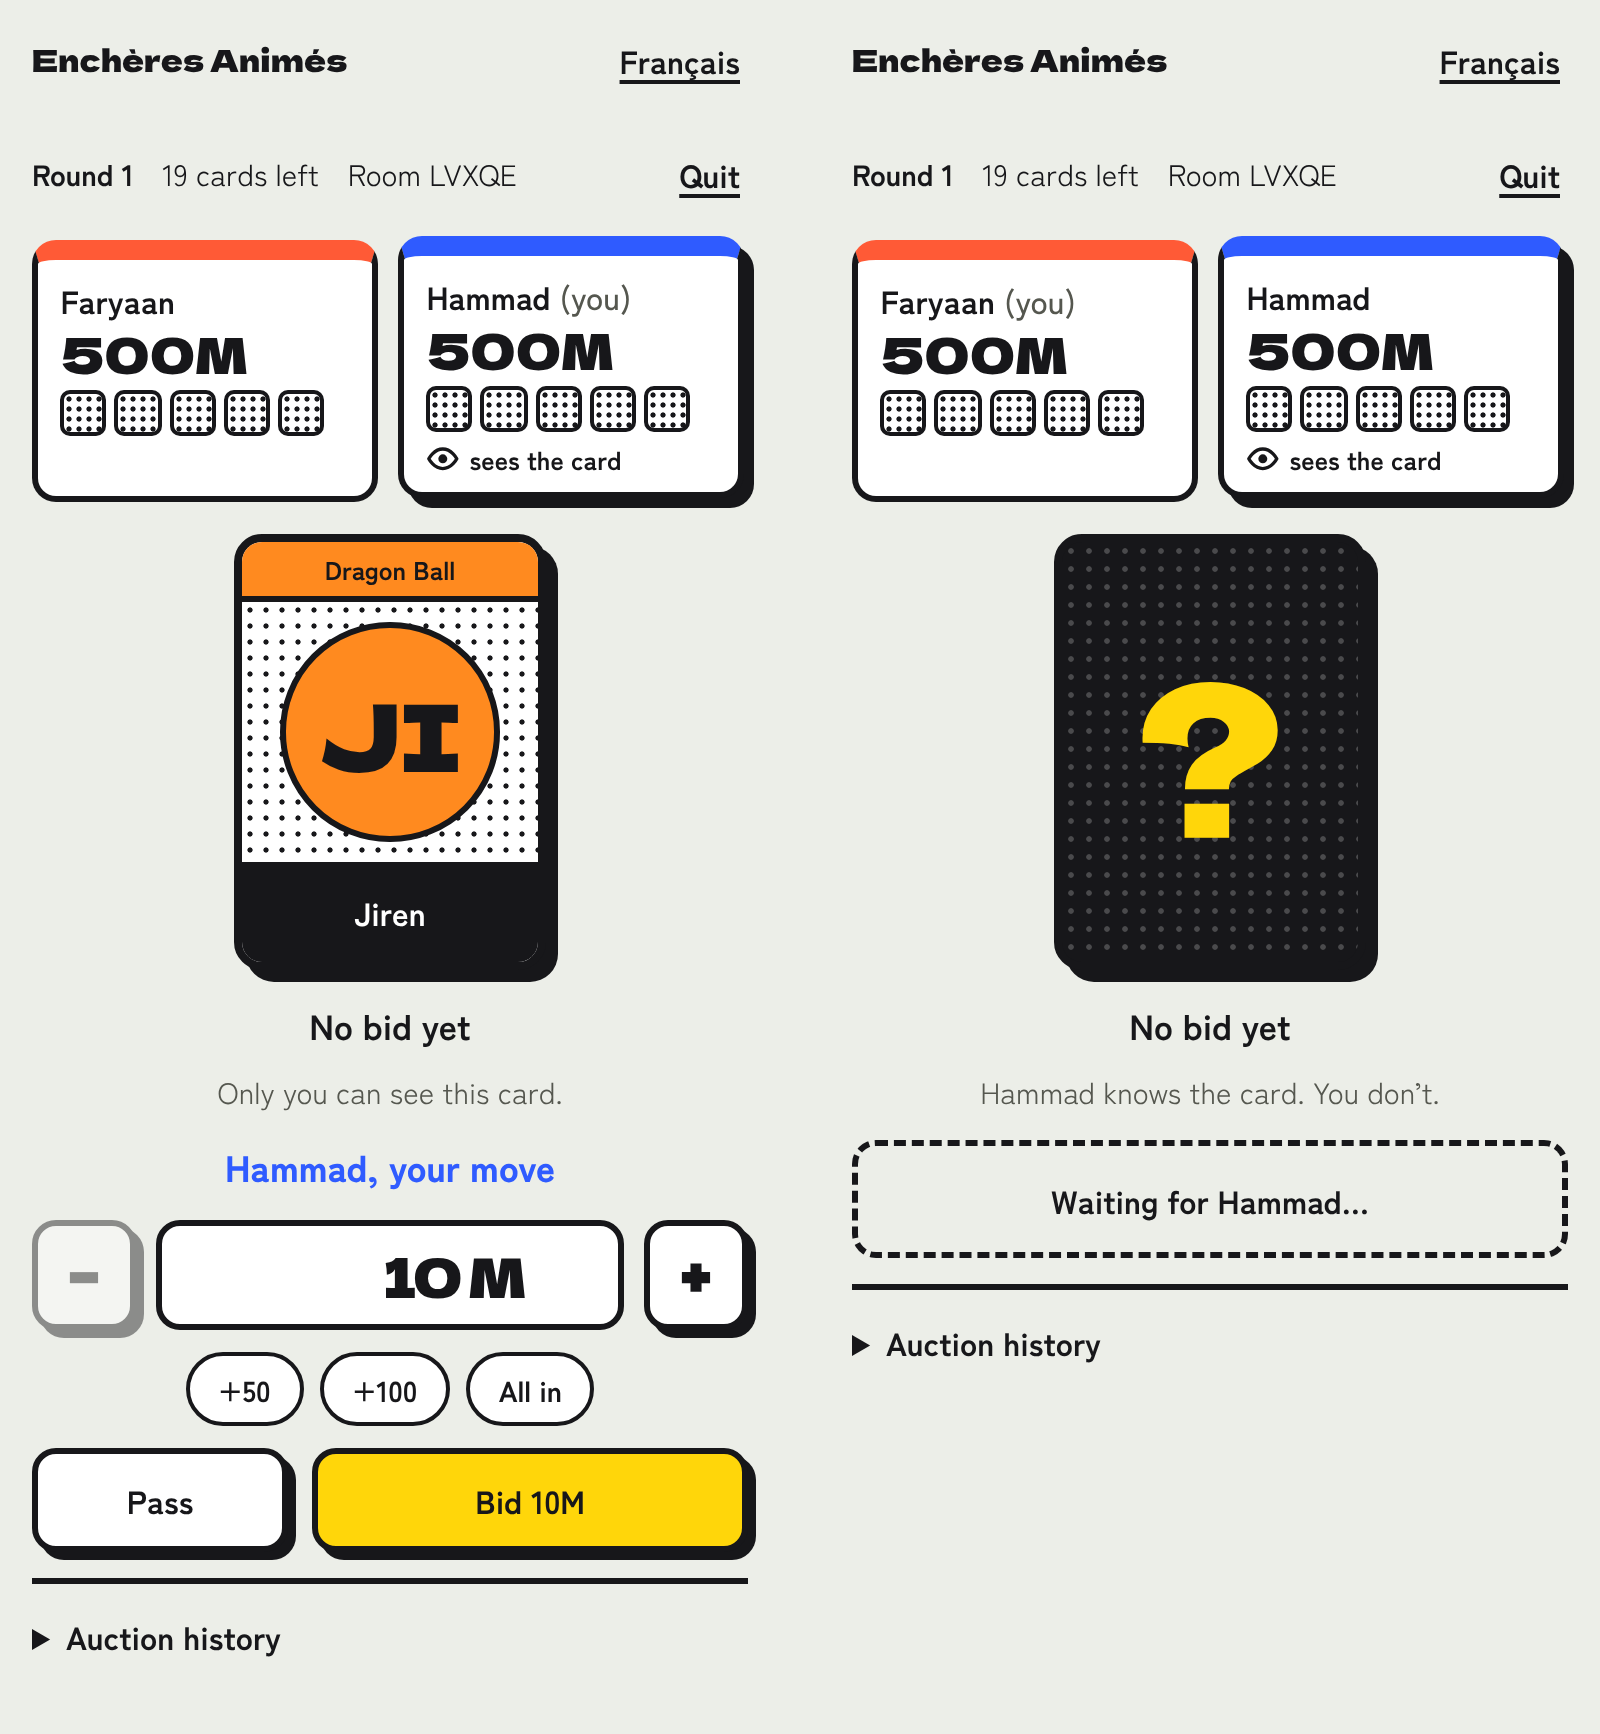 Enchères Animés
Français
Round 1 19 cards left Room LVXQE
Quit
Faryaan
500M
Hammad (you)
500M
sees the card
Dragon Ball
JI
Jiren
No bid yet
Only you can see this card.
Hammad, your move
− 10 M +
+50 +100 All in
Pass
Bid 10M
▶ Auction history
Enchères Animés
Français
Round 1 19 cards left Room LVXQE
Quit
Faryaan (you)
500M
Hammad
500M
sees the card
?
No bid yet
Hammad knows the card. You don’t.
Waiting for Hammad…
▶ Auction history